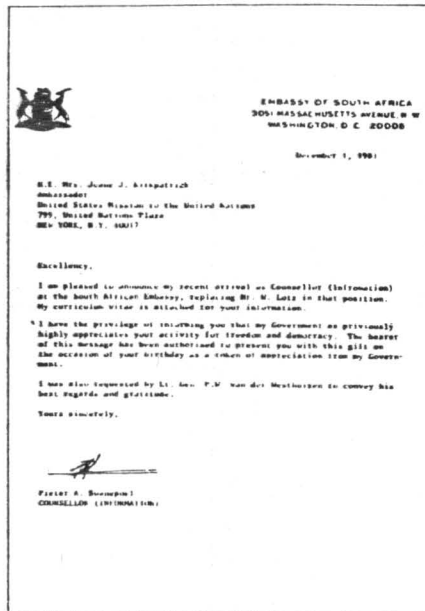 EMBASSY OF SOUTH AFRICA
3051 MASSACHUSETTS AVENUE, N W
WASHINGTON, D C 20008
December 1, 1981
H.E. Mrs. Jeane J. Kirkpatrick
Ambassador
United States Mission to the United Nations
799, United Nations Plaza
NEW YORK, N.Y. 10017
Excellency,
I am pleased to announce my recent arrival as Counsellor (Infromation)
at the South African Embassy, replacing Mr. W. Lotz in that position.
My curriculum vitae is attached for your information.
I have the privilege of informing you that my Government as priviously
highly appreciates your activity for freedom and democracy. The bearer
of this message has been authorised to present you with this gift on
the occasion of your birthday as a token of appreciation from my Govern-
ment.
I was also requested by Lt. Gen. P.W. van der Westhuizen to convey his
best regards and gratitude.
Yours sincerely,
Pieter A. Swanepoel
COUNSELLOR (INFORMATION)